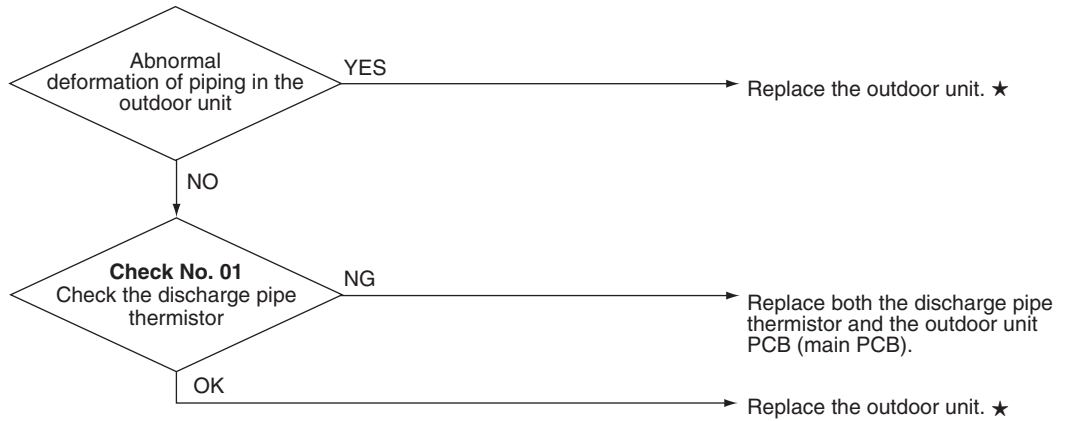 Abnormal
deformation of piping in the
outdoor unit
YES
Replace the outdoor unit. ★
NO
Check No. 01
Check the discharge pipe
thermistor
NG
Replace both the discharge pipe
thermistor and the outdoor unit
PCB (main PCB).
OK
Replace the outdoor unit. ★